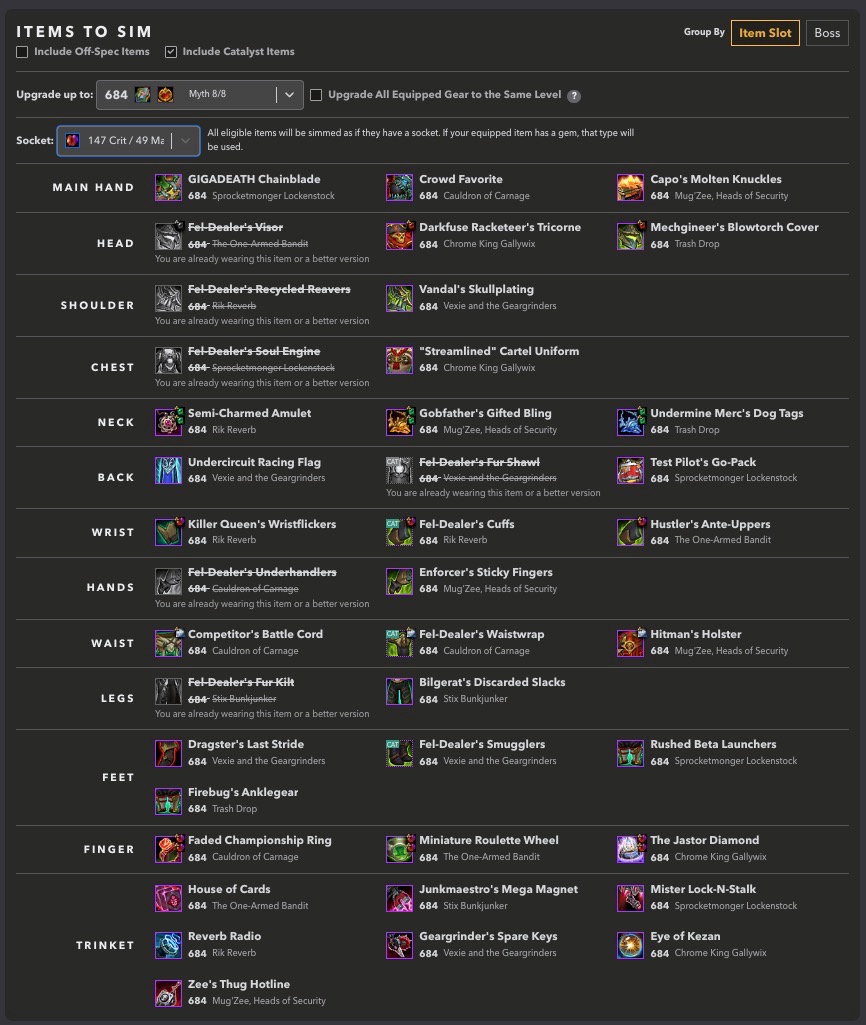 ITEMS TO SIM
Group By Item Slot Boss
Include Off-Spec Items Include Catalyst Items
Upgrade up to: 684 Myth 8/8 Upgrade All Equipped Gear to the Same Level ?
Socket: 147 Crit / 49 Ma
All eligible items will be simmed as if they have a socket. If your equipped item has a gem, that type will
be used.
MAIN HAND
GIGADEATH Chainblade
684 Sprocketmonger Lockenstock
Crowd Favorite
684 Cauldron of Carnage
Capo's Molten Knuckles
684 Mug'Zee, Heads of Security
HEAD
Fel-Dealer's Visor
684 The One-Armed Bandit
You are already wearing this item or a better version
Darkfuse Racketeer's Tricorne
684 Chrome King Gallywix
Mechgineer's Blowtorch Cover
684 Trash Drop
SHOULDER
Fel-Dealer's Recycled Reavers
684 Rik Reverb
You are already wearing this item or a better version
Vandal's Skullplating
684 Vexie and the Geargrinders
CHEST
Fel-Dealer's Soul Engine
684 Sprocketmonger Lockenstock
You are already wearing this item or a better version
"Streamlined" Cartel Uniform
684 Chrome King Gallywix
NECK
Semi-Charmed Amulet
684 Rik Reverb
Gobfather's Gifted Bling
684 Mug'Zee, Heads of Security
Undermine Merc's Dog Tags
684 Trash Drop
BACK
Undercircuit Racing Flag
684 Vexie and the Geargrinders
CAT
Fel-Dealer's Fur Shawl
684 Vexie and the Geargrinders
You are already wearing this item or a better version
Test Pilot's Go-Pack
684 Sprocketmonger Lockenstock
WRIST
Killer Queen's Wristflickers
684 Rik Reverb
CAT
Fel-Dealer's Cuffs
684 Rik Reverb
Hustler's Ante-Uppers
684 The One-Armed Bandit
HANDS
Fel-Dealer's Underhandlers
684 Cauldron of Carnage
You are already wearing this item or a better version
Enforcer's Sticky Fingers
684 Mug'Zee, Heads of Security
WAIST
Competitor's Battle Cord
684 Cauldron of Carnage
CAT
Fel-Dealer's Waistwrap
684 Cauldron of Carnage
Hitman's Holster
684 Mug'Zee, Heads of Security
LEGS
Fel-Dealer's Fur Kilt
684 Stix Bunkjunker
You are already wearing this item or a better version
Bilgerat's Discarded Slacks
684 Stix Bunkjunker
FEET
Dragster's Last Stride
684 Vexie and the Geargrinders
CAT
Fel-Dealer's Smugglers
684 Vexie and the Geargrinders
Rushed Beta Launchers
684 Sprocketmonger Lockenstock
Firebug's Anklegear
684 Trash Drop
FINGER
Faded Championship Ring
684 Cauldron of Carnage
Miniature Roulette Wheel
684 The One-Armed Bandit
The Jastor Diamond
684 Chrome King Gallywix
TRINKET
House of Cards
684 The One-Armed Bandit
Junkmaestro's Mega Magnet
684 Stix Bunkjunker
Mister Lock-N-Stalk
684 Sprocketmonger Lockenstock
Reverb Radio
684 Rik Reverb
Geargrinder's Spare Keys
684 Vexie and the Geargrinders
Eye of Kezan
684 Chrome King Gallywix
Zee's Thug Hotline
684 Mug'Zee, Heads of Security